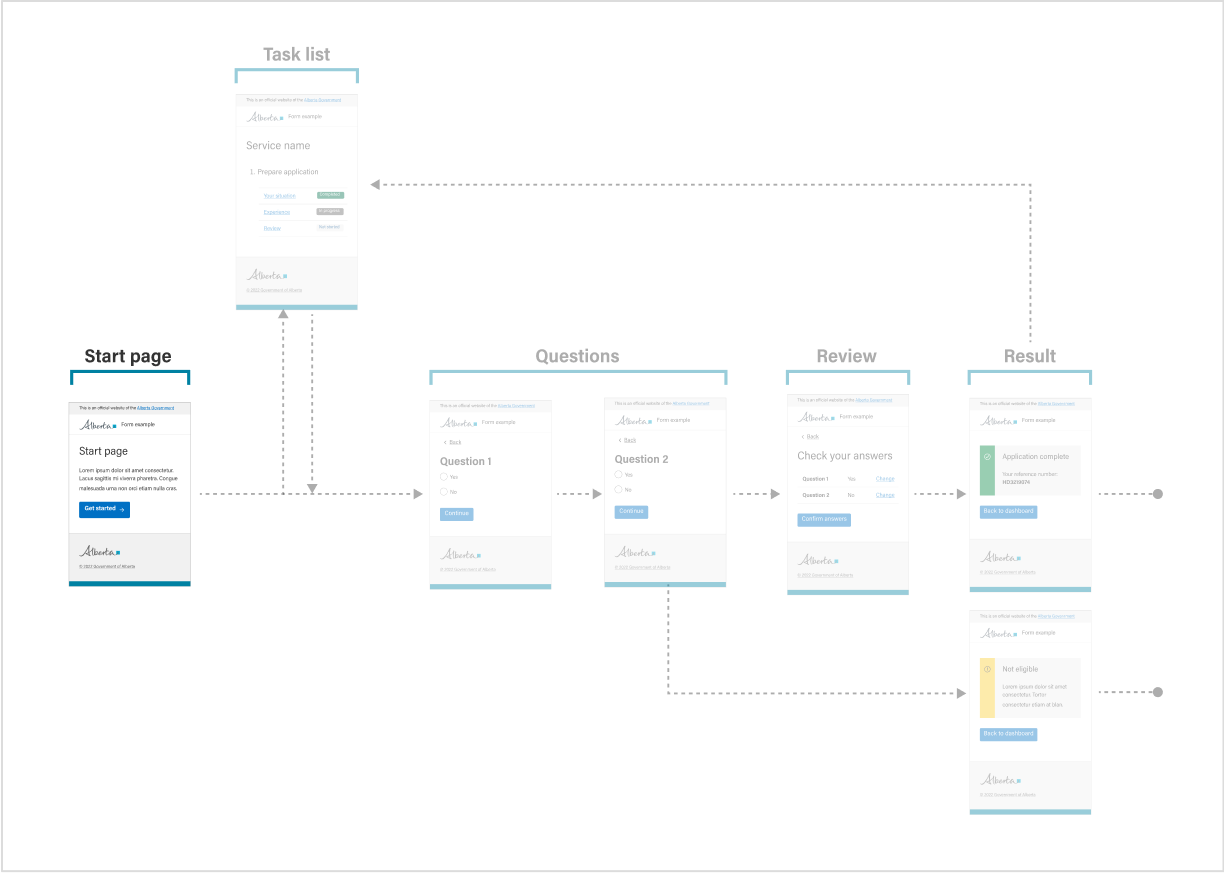 Task list
This is an official website of the Alberta Government
Alberta Form example
Service name
1. Prepare application
Your situation Completed
Experience In progress
Review Not started
Alberta
© 2023 Government of Alberta
Start page
This is an official website of the Alberta Government
Alberta Form example
Start page
Lorem ipsum dolor sit amet consectetur.
Lacus sagittis mi viverra pharetra. Congue
malesuada urna non orci etiam nulla cras.
Get started →
Alberta
© 2023 Government of Alberta
Questions
This is an official website of the Alberta Government
Alberta Form example
< Back
Question 1
Yes
No
Continue
Alberta
© 2023 Government of Alberta
This is an official website of the Alberta Government
Alberta Form example
< Back
Question 2
Yes
No
Continue
Alberta
© 2023 Government of Alberta
Review
This is an official website of the Alberta Government
Alberta Form example
< Back
Check your answers
Question 1 Yes Change
Question 2 No Change
Confirm answers
Alberta
© 2023 Government of Alberta
Result
This is an official website of the Alberta Government
Alberta Form example
Application complete
Your reference number:
HD3218074
Back to dashboard
Alberta
© 2023 Government of Alberta
This is an official website of the Alberta Government
Alberta Form example
Not eligible
Lorem ipsum dolor sit amet
consectetur. Tortor
consectetur etiam at blan.
Back to dashboard
Alberta
© 2023 Government of Alberta